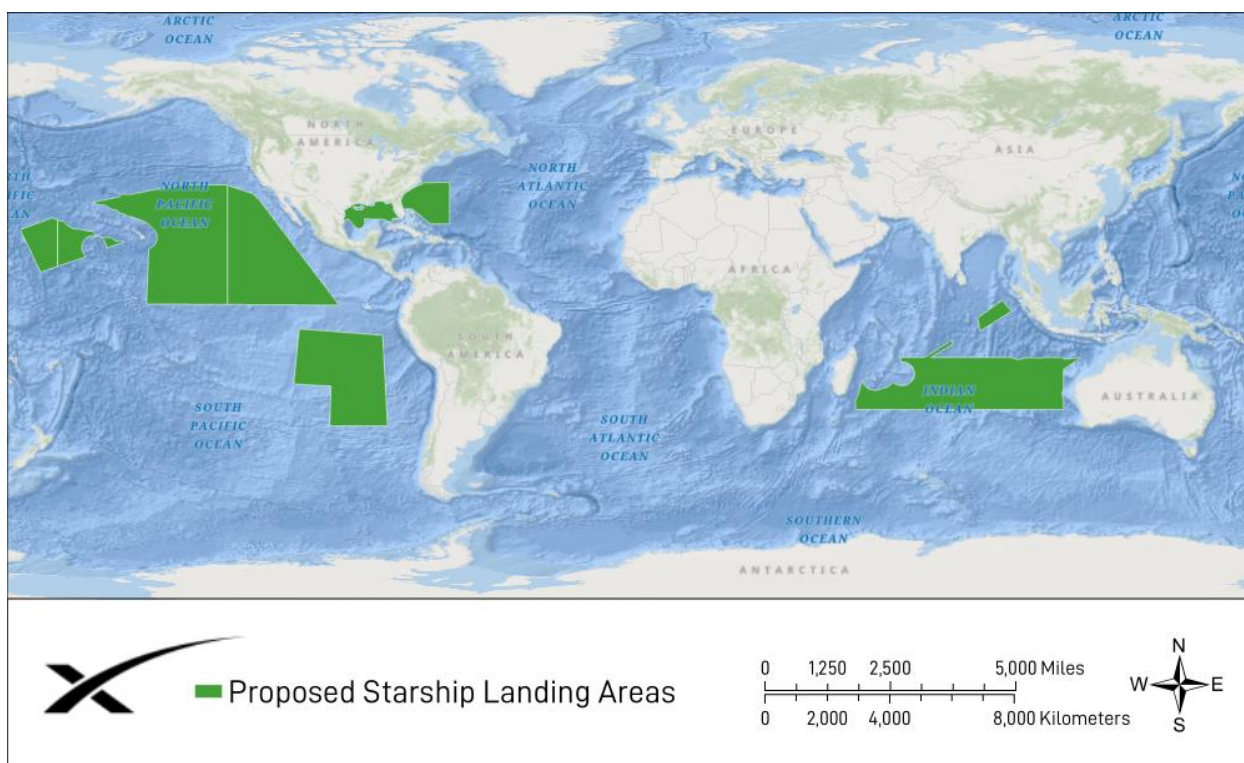 ARCTIC
OCEAN
ARCTIC
OCEAN
NORTH
AMERICA
EUROPE
ASIA
NORTH
ATLANTIC
OCEAN
NORTH
PACIFIC
OCEAN
AFRICA
SOUTH
AMERICA
INDIAN
OCEAN
AUSTRALIA
SOUTH
PACIFIC
OCEAN
SOUTH
ATLANTIC
OCEAN
SOUTHERN
OCEAN
ANTARCTICA
X
Proposed Starship Landing Areas
0 1,250 2,500 5,000 Miles
0 2,000 4,000 8,000 Kilometers
N
W E
S